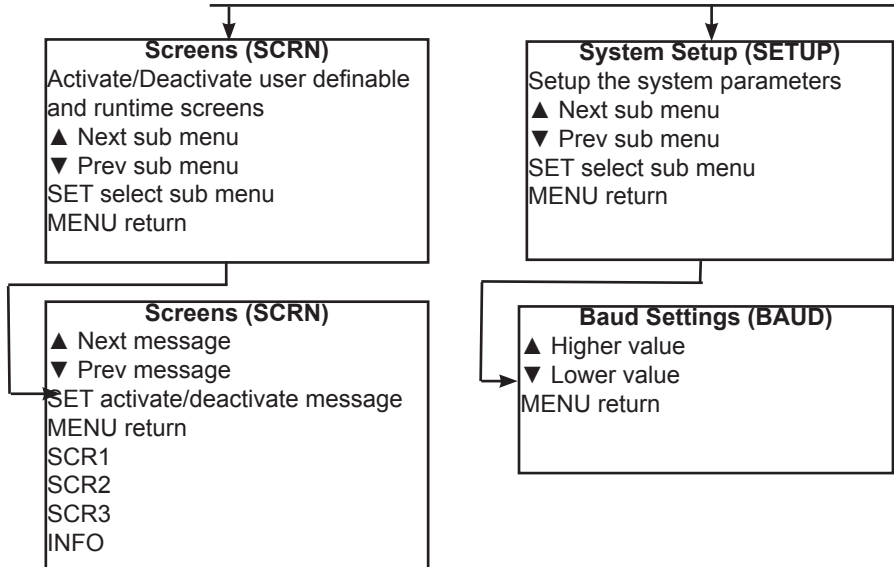 Screens (SCRN)
Activate/Deactivate user definable
and runtime screens
▲ Next sub menu
▼ Prev sub menu
SET select sub menu
MENU return
System Setup (SETUP)
Setup the system parameters
▲ Next sub menu
▼ Prev sub menu
SET select sub menu
MENU return
Screens (SCRN)
▲ Next message
▼ Prev message
SET activate/deactivate message
MENU return
SCR1
SCR2
SCR3
INFO
Baud Settings (BAUD)
▲ Higher value
▼ Lower value
MENU return